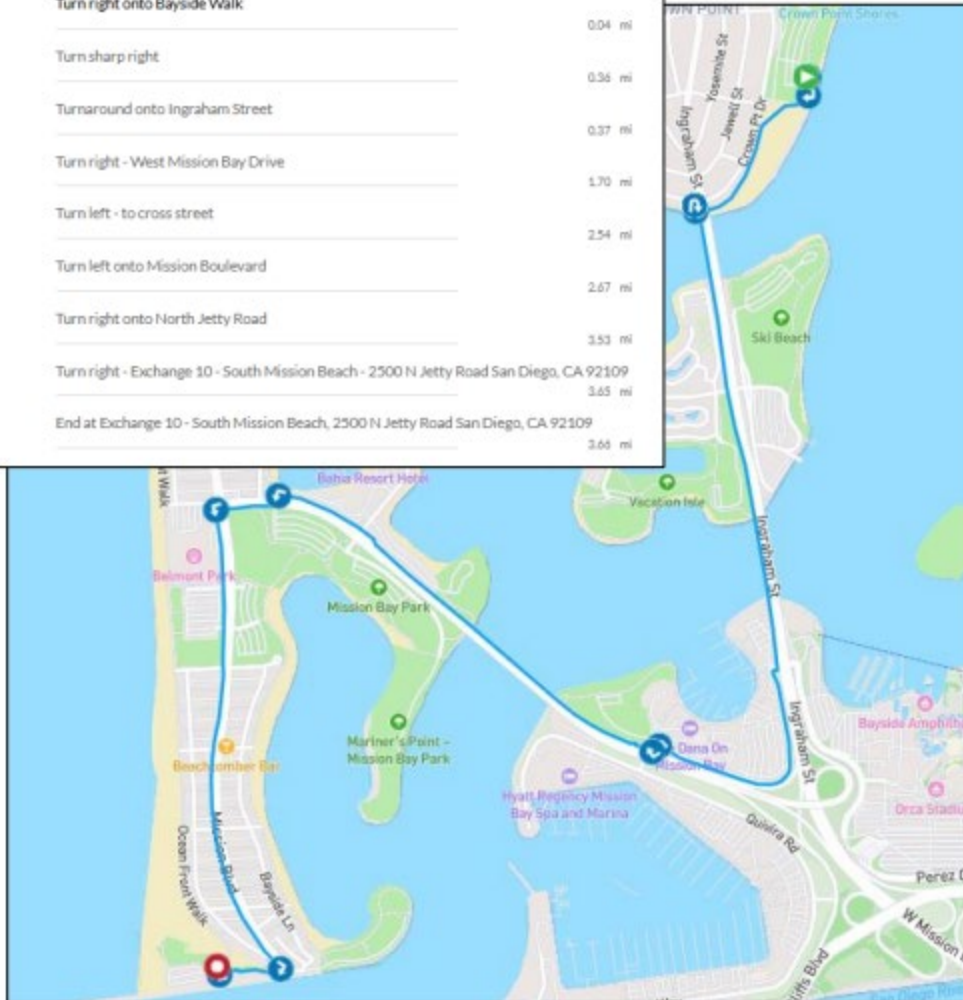 Turn right onto Bayside Walk
0.04 mi
Turn sharp right
0.36 mi
Turnaround onto Ingraham Street
0.37 mi
Turn right - West Mission Bay Drive
1.70 mi
Turn left - to cross street
2.54 mi
Turn left onto Mission Boulevard
2.67 mi
Turn right onto North Jetty Road
3.53 mi
Turn right - Exchange 10 - South Mission Beach - 2500 N Jetty Road San Diego, CA 92109
3.65 mi
End at Exchange 10 - South Mission Beach, 2500 N Jetty Road San Diego, CA 92109
3.66 mi
WN POINT
Crown Point Shores
Yosemite St
Jewell St
Crown Pt Dr
Ingraham St
Ski Beach
Vacation Isle
Ingraham St
Bahia Resort Hotel
t Walk
Belmont Park
Mission Bay Park
Mariner's Point –
Mission Bay Park
Beachcomber Bar
Dana On
Mission Bay
Hyatt Regency Mission
Bay Spa and Marina
Ingraham St
Bayside Amphith
Orca Stadiu
Quivira Rd
Perez
W Mission
iffs Blvd
Mission Blvd
Ocean Front Walk
Bayside Ln